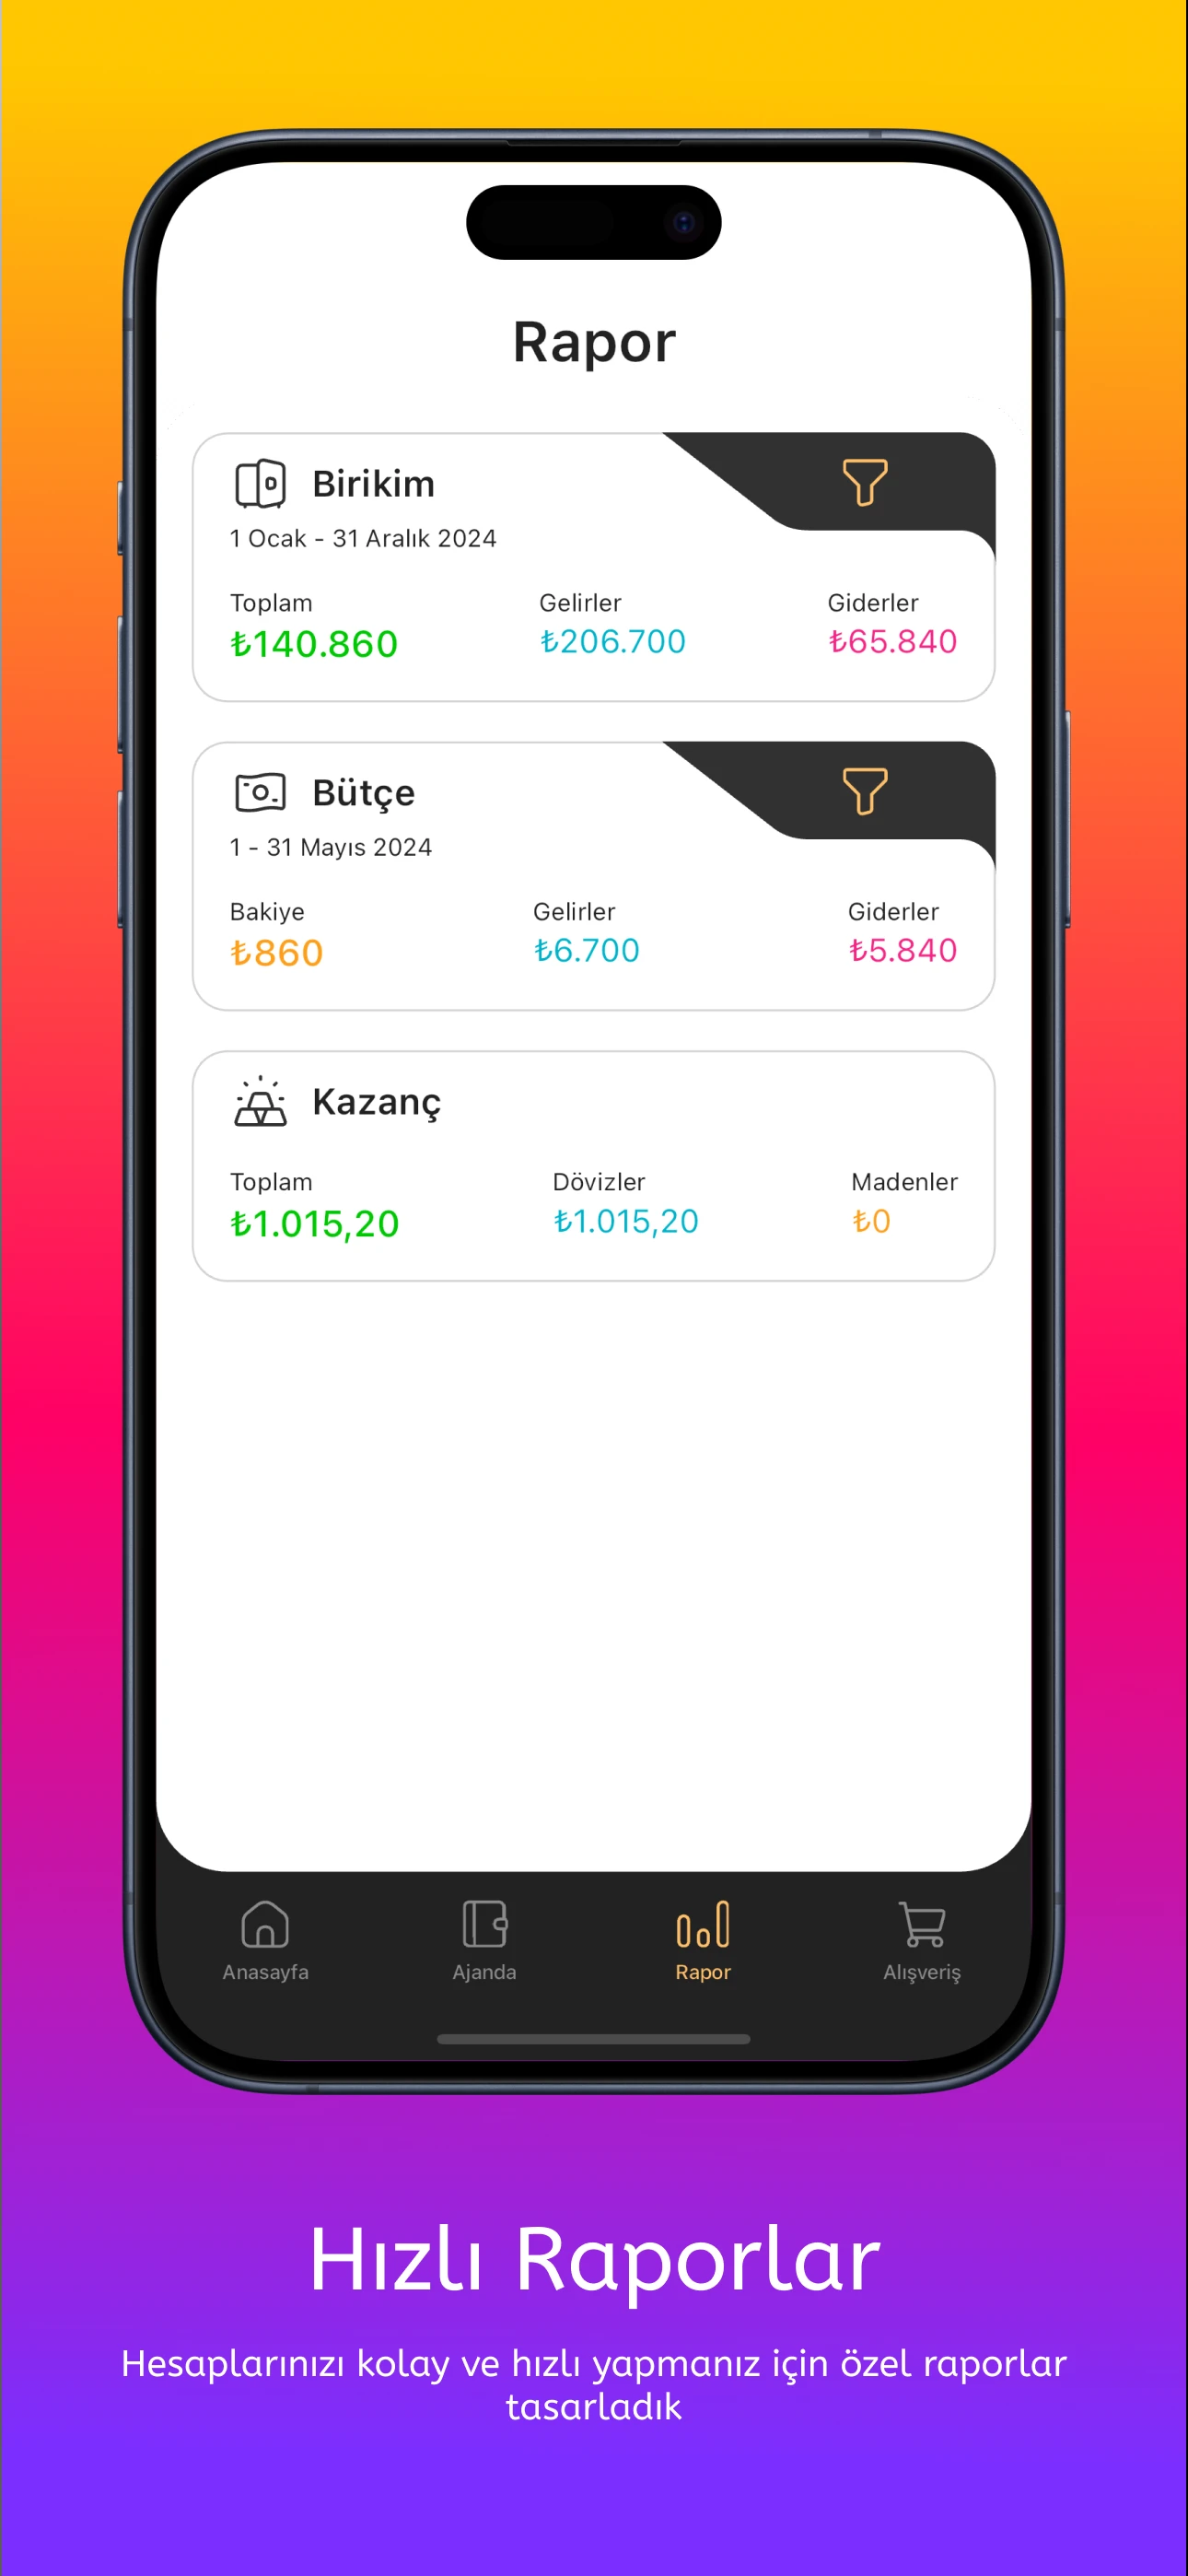 Rapor
Birikim
1 Ocak - 31 Aralık 2024
Toplam Gelirler Giderler
₺140.860 ₺206.700 ₺65.840
Bütçe
1 - 31 Mayıs 2024
Bakiye Gelirler Giderler
₺860 ₺6.700 ₺5.840
Kazanç
Toplam Dövizler Madenler
₺1.015,20 ₺1.015,20 ₺0
Anasayfa Ajanda Rapor Alışveriş
Hızlı Raporlar
Hesaplarınızı kolay ve hızlı yapmanız için özel raporlar
tasarladık